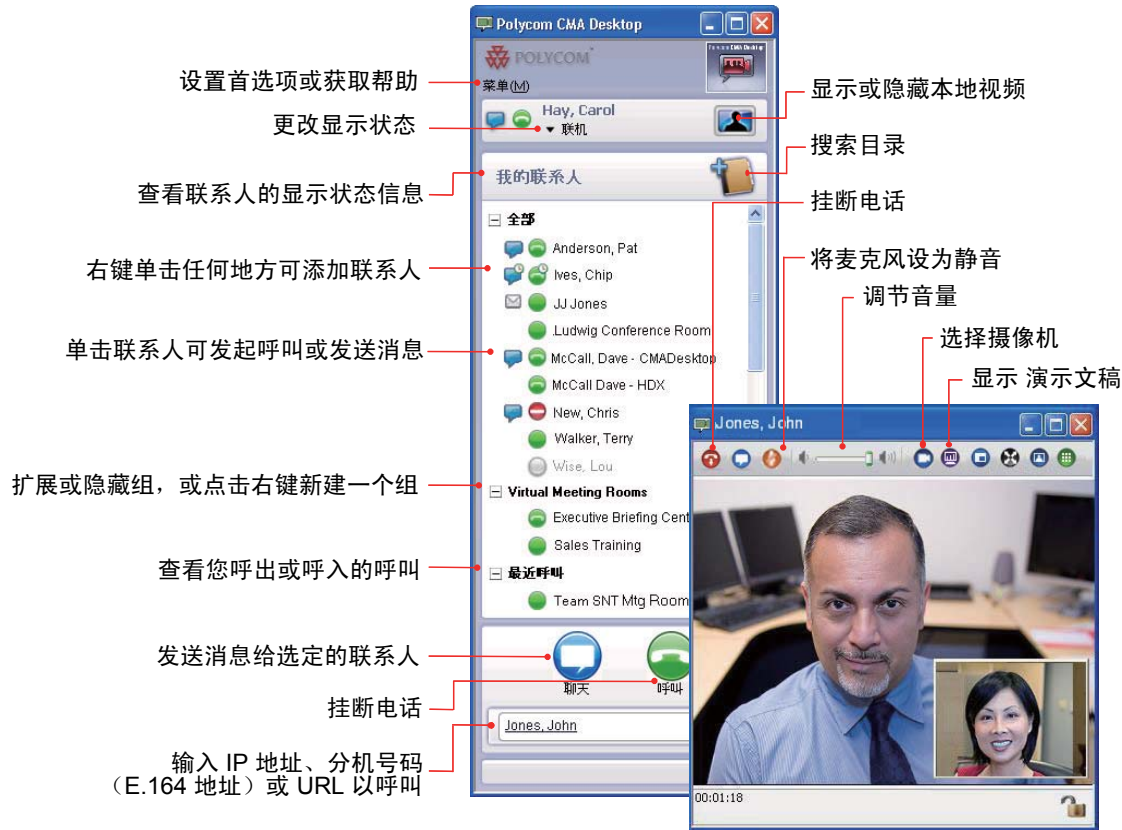 Polycom CMA Desktop
POLYCOM
Polycom CMA Desktop
菜单(M)
Hay, Carol
联机
我的联系人
全部
Anderson, Pat
Ives, Chip
JJ Jones
.Ludwig Conference Room
McCall, Dave - CMADesktop
McCall Dave - HDX
New, Chris
Walker, Terry
Wise, Lou
Virtual Meeting Rooms
Executive Briefing Cent
Sales Training
最近呼叫
Team SNT Mtg Room
聊天
呼叫
Jones, John
设置首选项或获取帮助
更改显示状态
查看联系人的显示状态信息
右键单击任何地方可添加联系人
单击联系人可发起呼叫或发送消息
扩展或隐藏组，或点击右键新建一个组
查看您呼出或呼入的呼叫
发送消息给选定的联系人
挂断电话
输入 IP 地址、分机号码
（E.164 地址）或 URL 以呼叫
显示或隐藏本地视频
搜索目录
挂断电话
将麦克风设为静音
调节音量
选择摄像机
显示 演示文稿
Jones, John
00:01:18